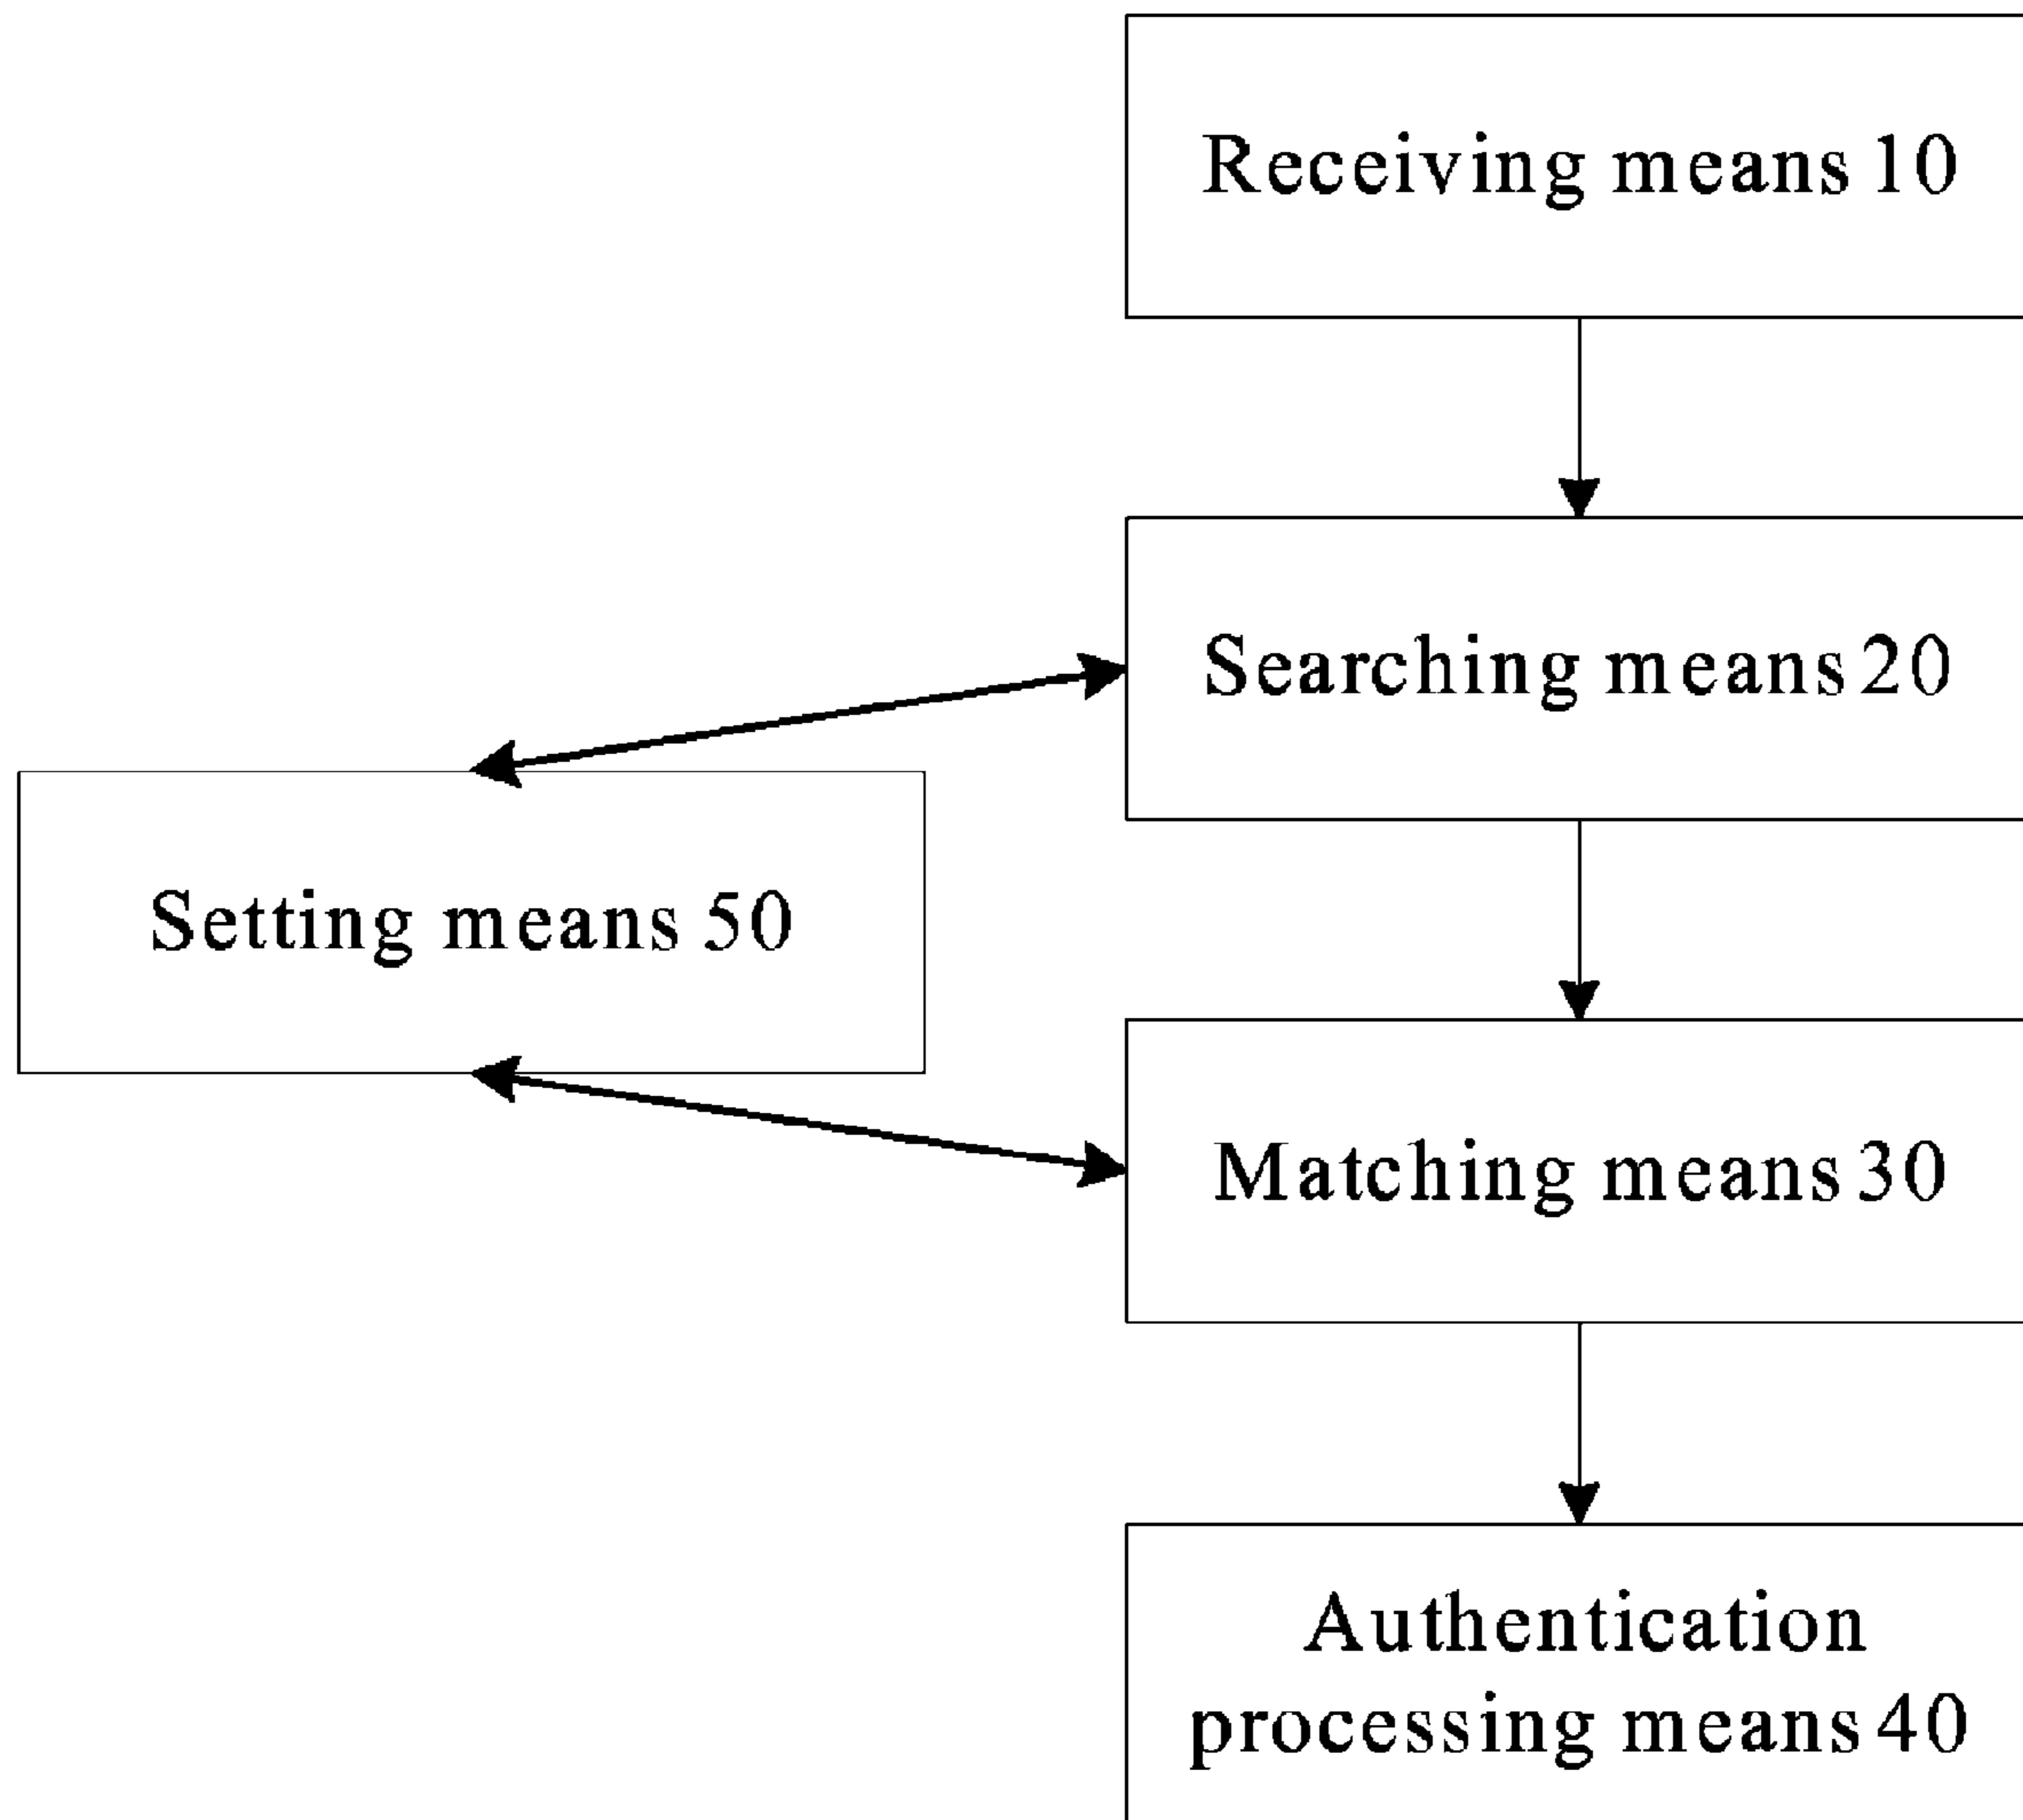 Receiving means 10
Searching means 20
Setting means 50
Matching means 30
Authentication
processing means 40